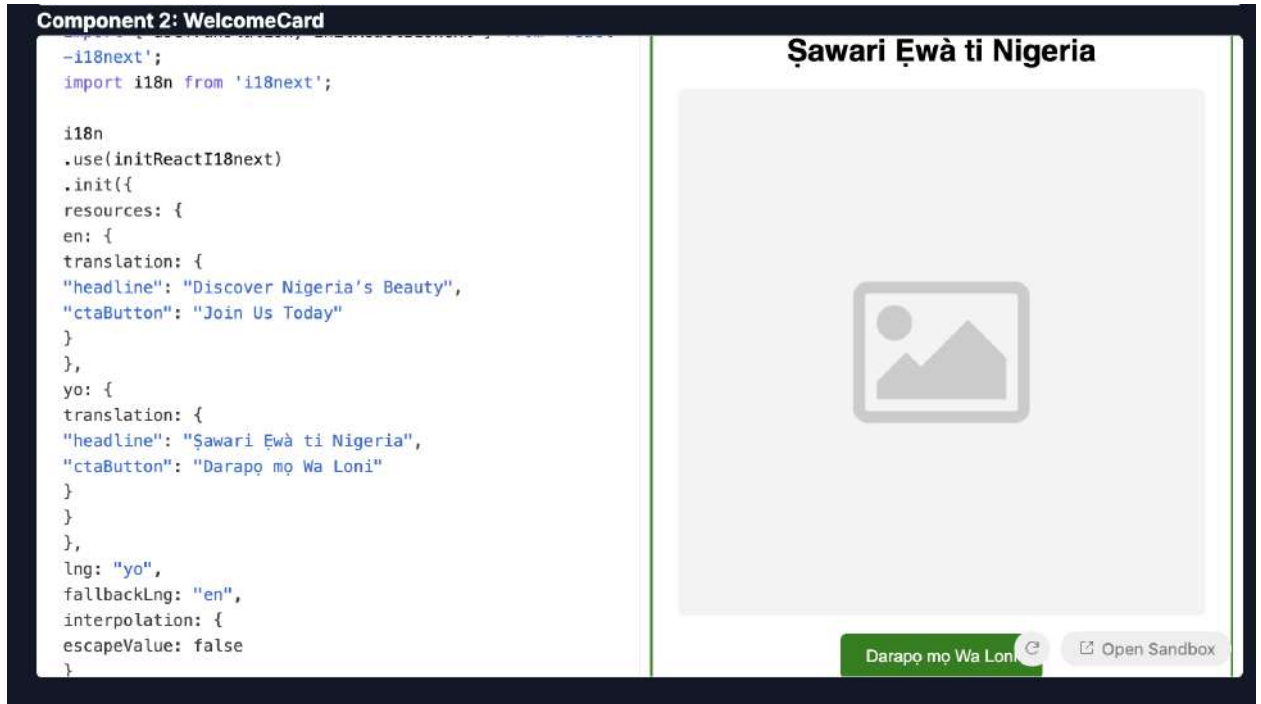 Component 2: WelcomeCard
-i18next';
import i18n from 'i18next';
i18n
.use(initReactI18next)
.init({
resources: {
en: {
translation: {
"headline": "Discover Nigeria's Beauty",
"ctaButton": "Join Us Today"
}
},
yo: {
translation: {
"headline": "Ṣawari Ẹwà ti Nigeria",
"ctaButton": "Darapọ mọ Wa Loni"
}
}
},
lng: "yo",
fallbackLng: "en",
interpolation: {
escapeValue: false
}
Ṣawari Ẹwà ti Nigeria
Darapọ mọ Wa Loni
Open Sandbox